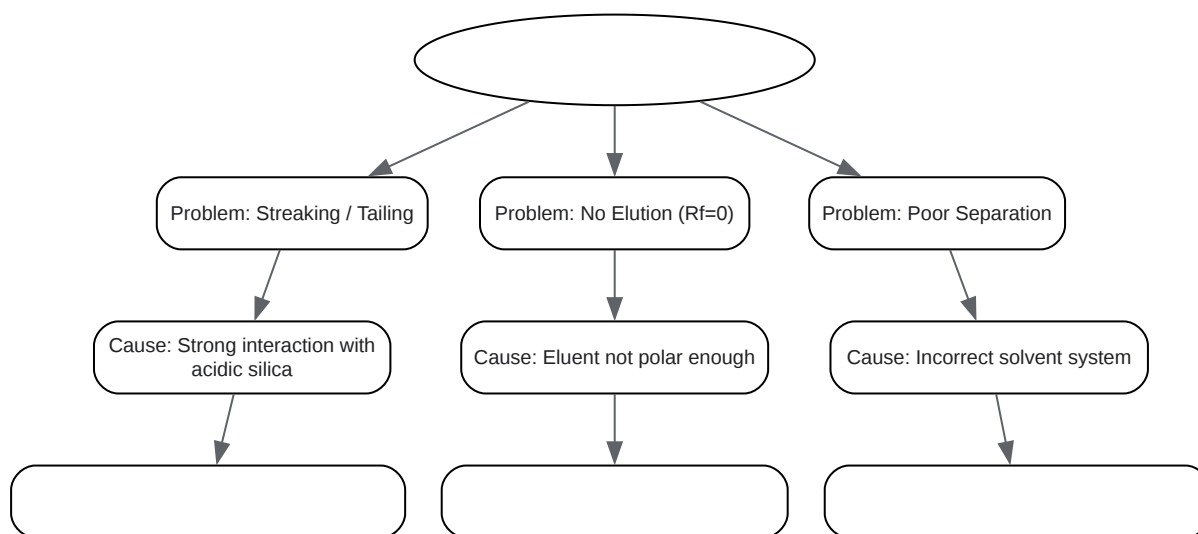 Problem: Streaking / Tailing
Problem: No Elution (Rf=0)
Problem: Poor Separation
Cause: Strong interaction with
acidic silica
Cause: Eluent not polar enough
Cause: Incorrect solvent system